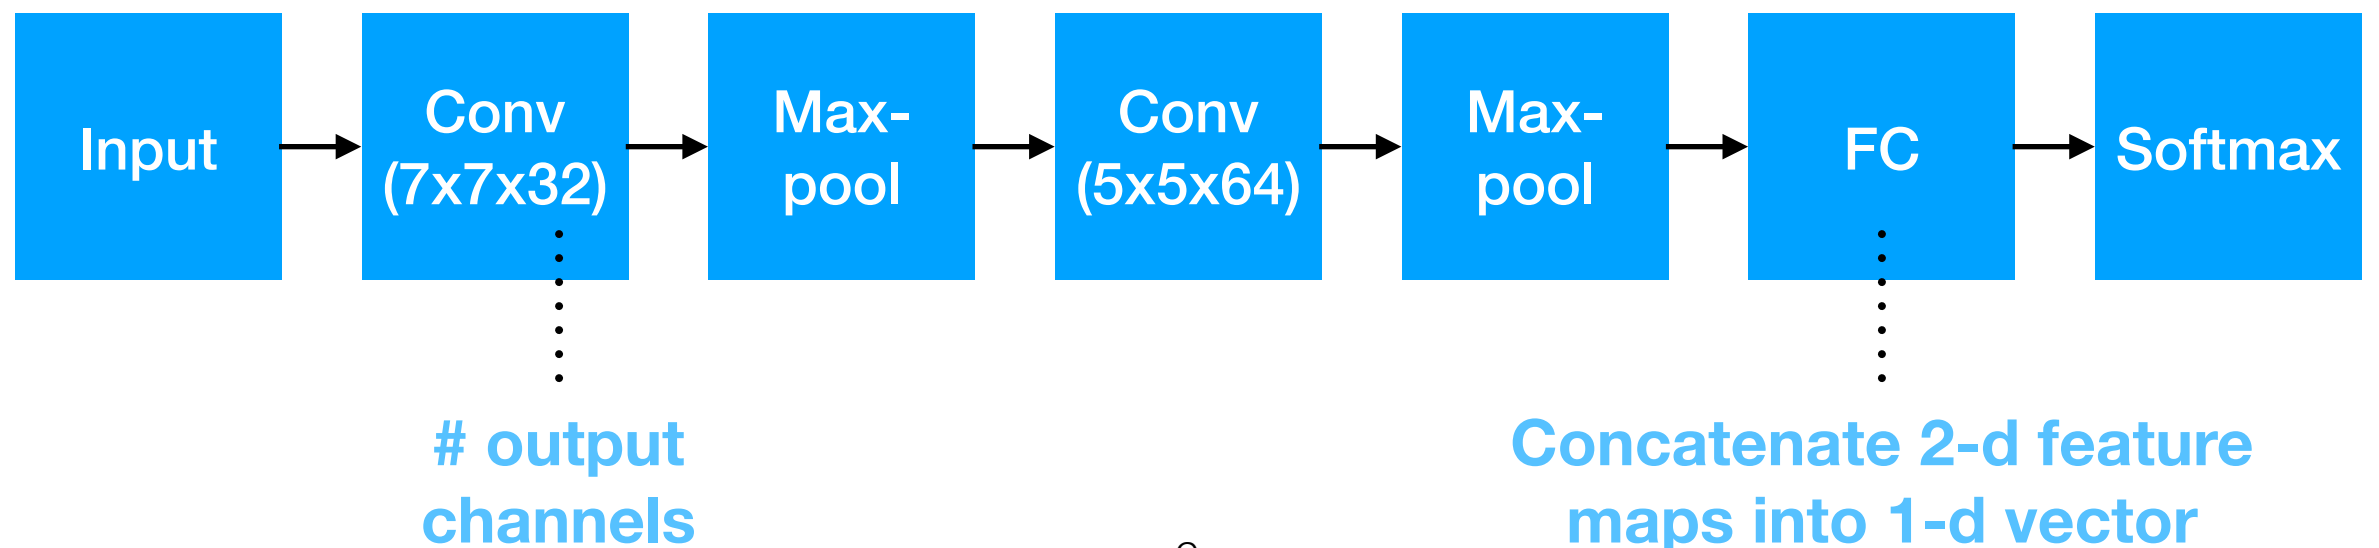 Input
Conv
(7x7x32)
Max-
pool
Conv
(5x5x64)
Max-
pool
FC
Softmax
# output
channels
Concatenate 2-d feature
maps into 1-d vector